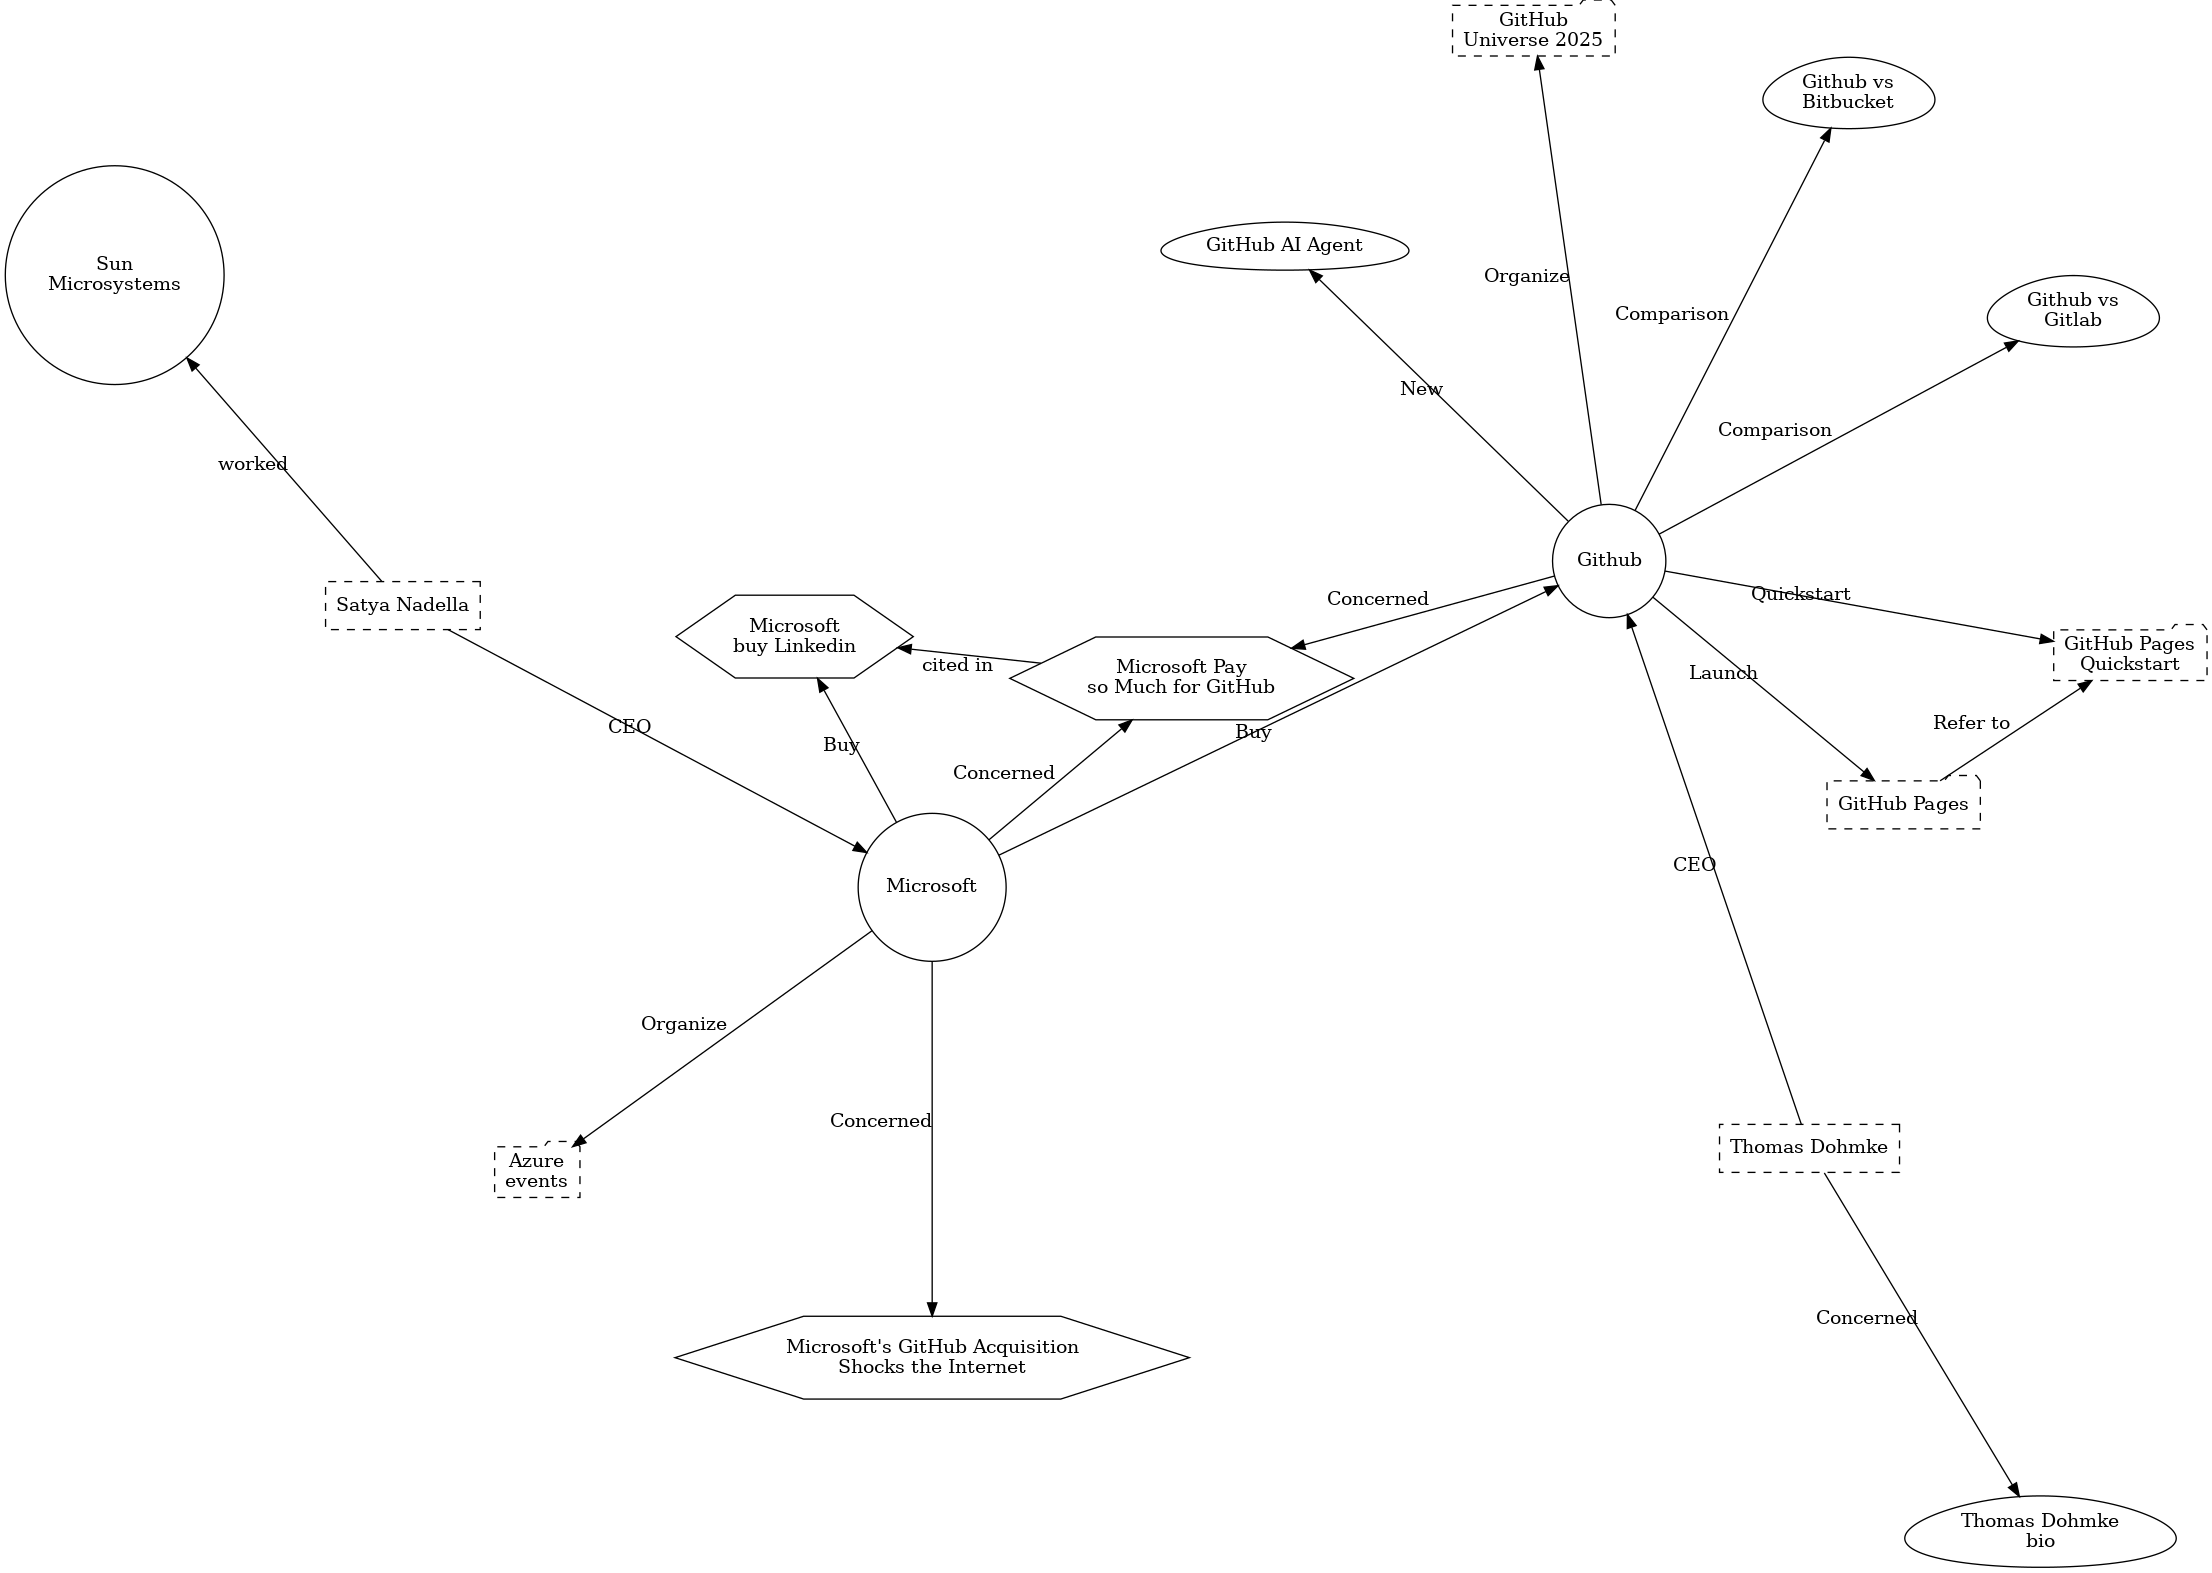 GitHub
Universe 2025
Github vs
Bitbucket
GitHub AI Agent
Sun
Microsystems
Organize
Github vs
Gitlab
Comparison
New
Comparison
worked
Github
Satya Nadella
Concerned
Quickstart
Microsoft
buy Linkedin
cited in
Microsoft Pay
so Much for GitHub
Launch
GitHub Pages
Quickstart
CEO
Buy
Buy
Refer to
Concerned
GitHub Pages
CEO
Microsoft
Organize
Concerned
Azure
events
Thomas Dohmke
Concerned
Microsoft's GitHub Acquisition
Shocks the Internet
Thomas Dohmke
bio